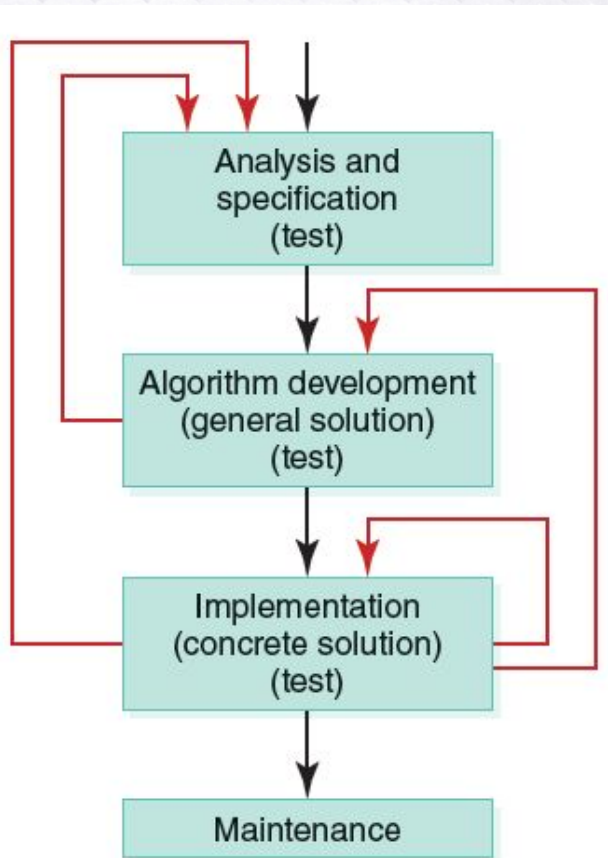 Analysis and
specification
(test)
Algorithm development
(general solution)
(test)
Implementation
(concrete solution)
(test)
Maintenance